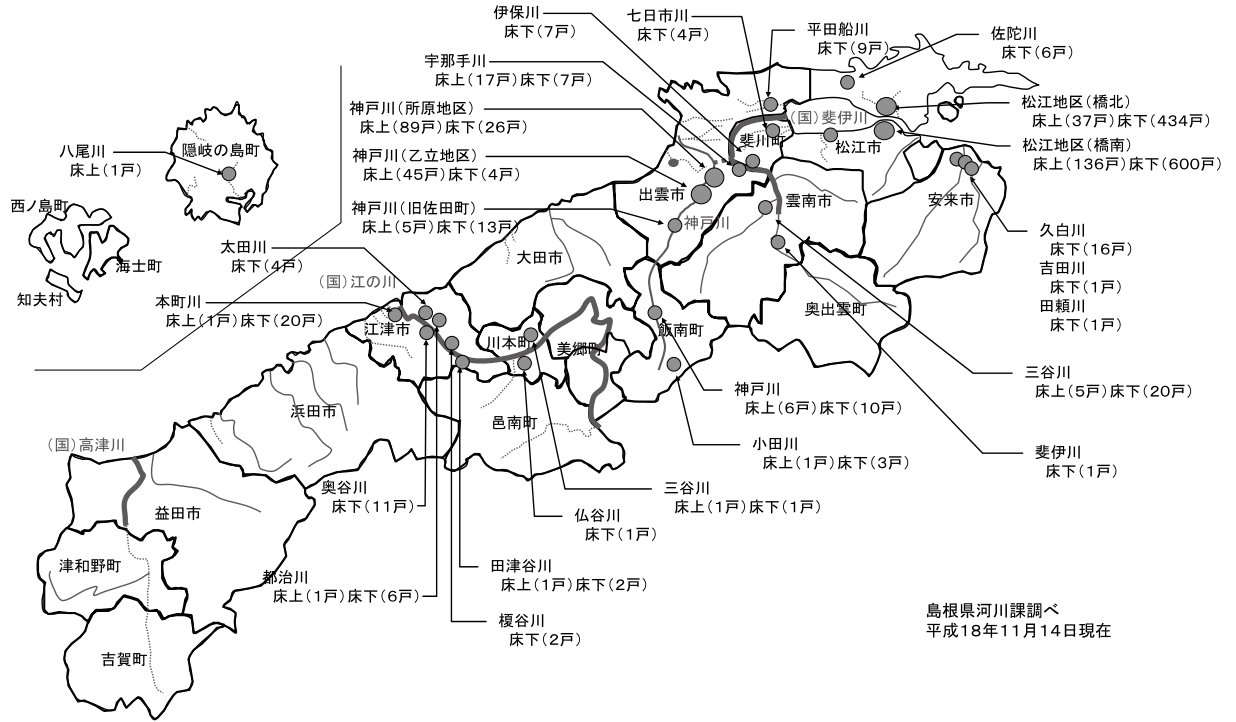 伊保川
床下(7戸)
七日市川
床下(4戸)
平田船川
床下(9戸)
佐陀川
床下(6戸)
宇那手川
床上(17戸)床下(7戸)
神戸川(所原地区)
床上(89戸)床下(26戸)
神戸川(乙立地区)
床上(45戸)床下(4戸)
神戸川(旧佐田町)
床上(5戸)床下(13戸)
松江地区(橋北)
床上(37戸)床下(434戸)
松江地区(橋南)
床上(136戸)床下(600戸)
(国)斐伊川
斐川町
松江市
出雲市
神戸川
雲南市
安来市
八尾川
床上(1戸)
隠岐の島町
西ノ島町
海士町
知夫村
太田川
床下(4戸)
(国)江の川
本町川
床上(1戸)床下(20戸)
大田市
江津市
川本町
美郷町
飯南町
奥出雲町
久白川
床下(16戸)
吉田川
床下(1戸)
田頼川
床下(1戸)
三谷川
床上(5戸)床下(20戸)
神戸川
床上(6戸)床下(10戸)
小田川
床上(1戸)床下(3戸)
斐伊川
床下(1戸)
浜田市
邑南町
(国)高津川
益田市
津和野町
吉賀町
奥谷川
床下(11戸)
三谷川
床上(1戸)床下(1戸)
仏谷川
床下(1戸)
田津谷川
床上(1戸)床下(2戸)
都治川
床上(1戸)床下(6戸)
榎谷川
床下(2戸)
島根県河川課調べ
平成18年11月14日現在